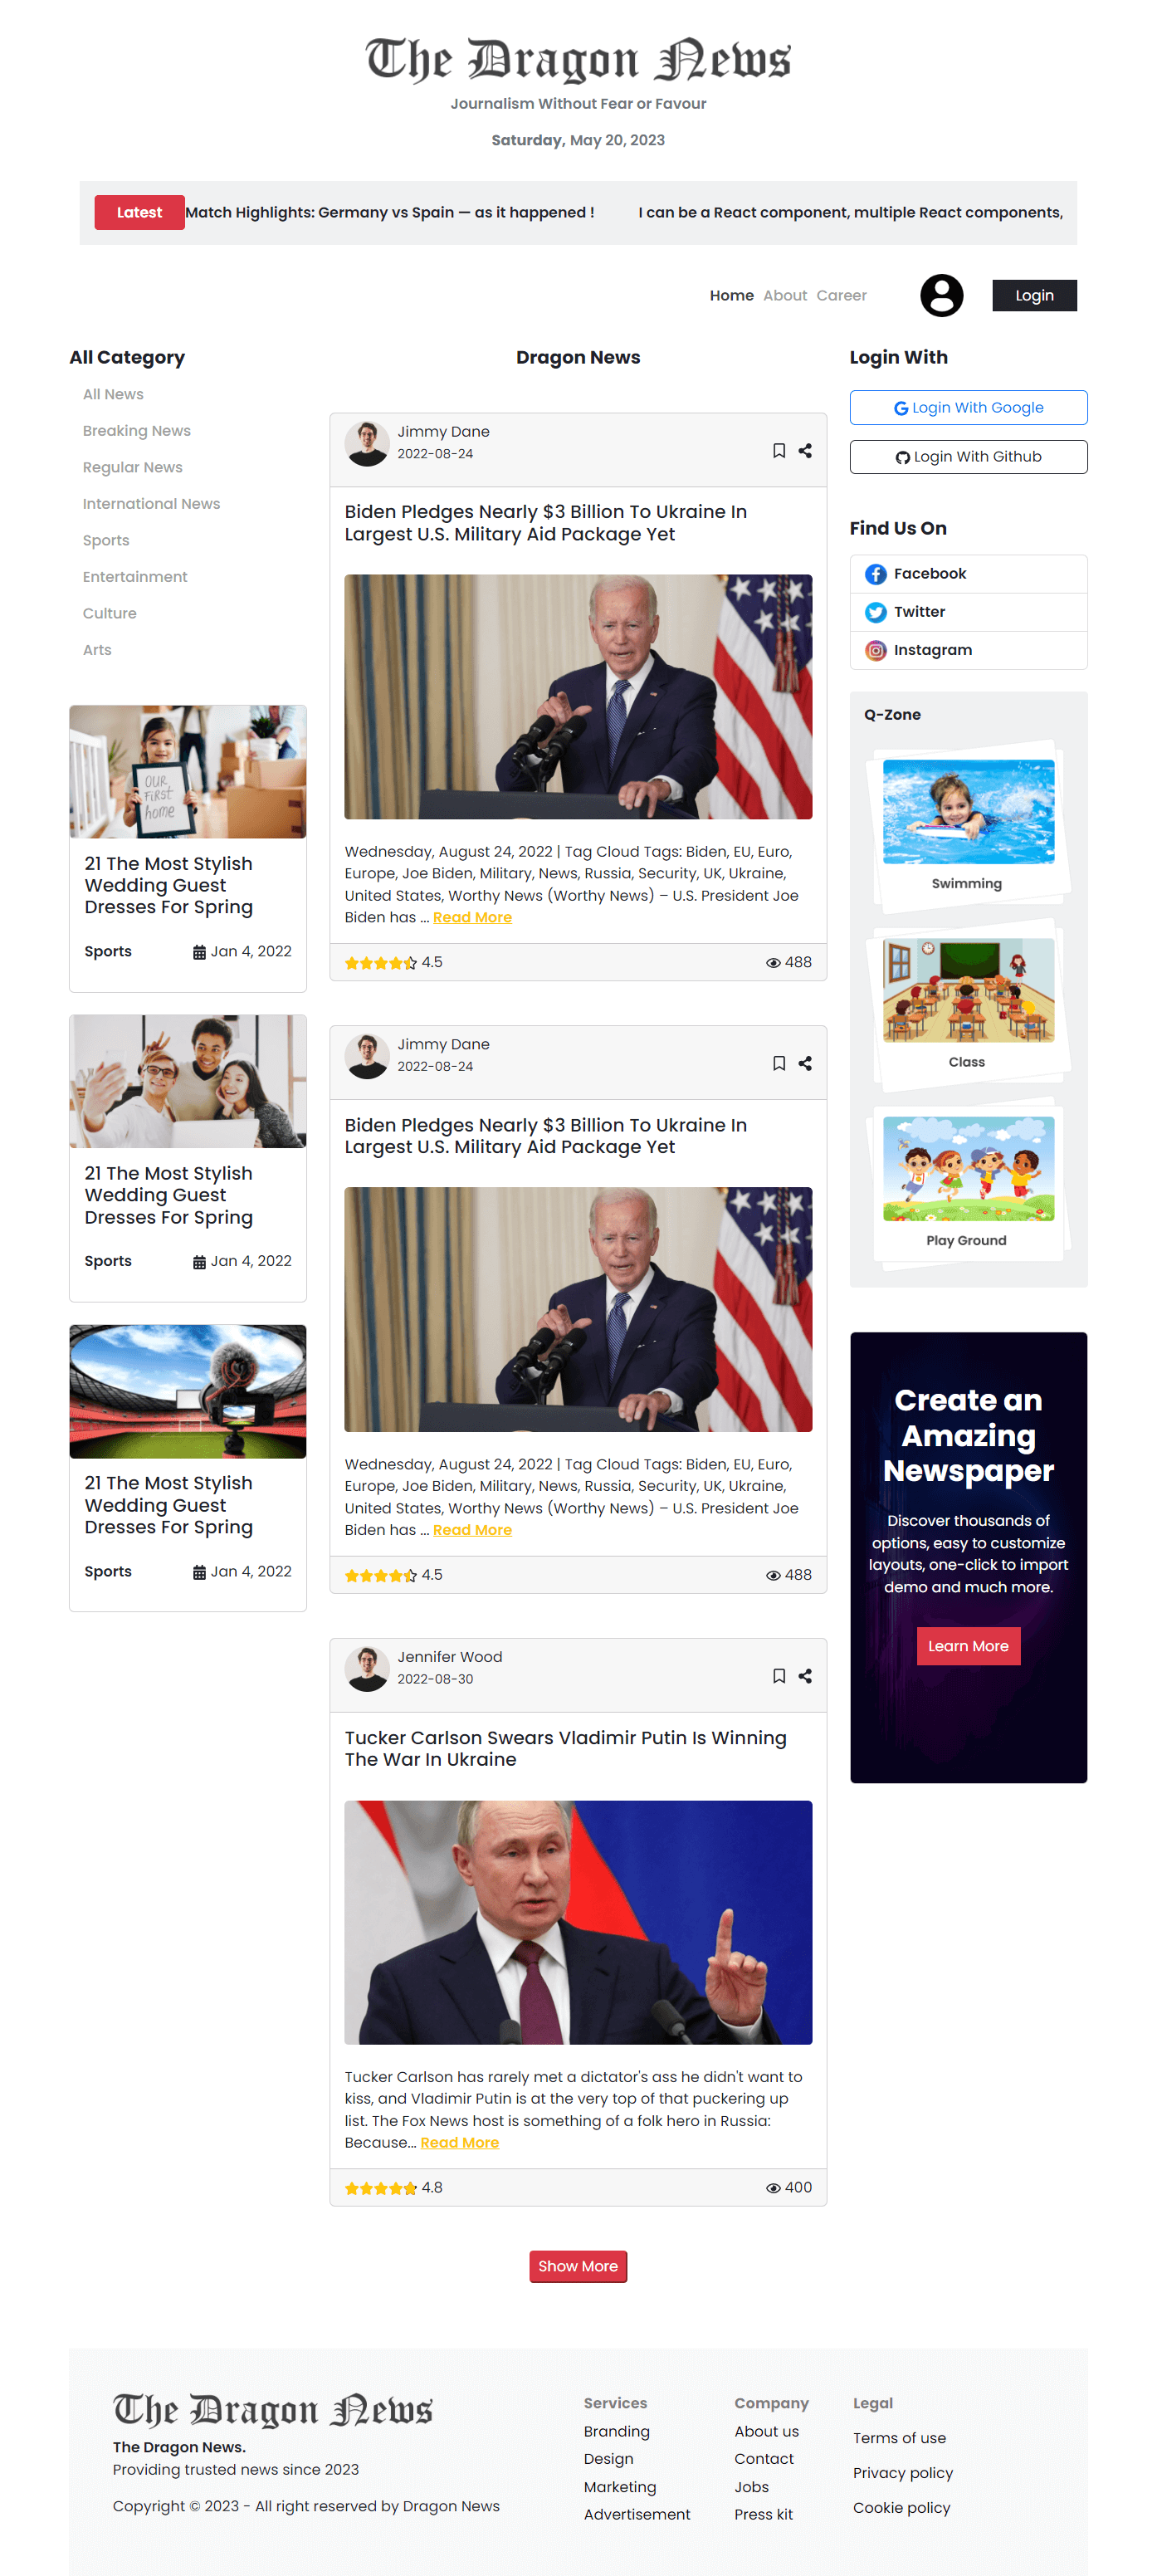 The Dragon News
Journalism Without Fear or Favour
Saturday, May 20, 2023
Latest
Match Highlights: Germany vs Spain — as it happened !
I can be a React component, multiple React components,
Home About Career
Login
All Category
All News
Breaking News
Regular News
International News
Sports
Entertainment
Culture
Arts
OUR
FIRST
home
21 The Most Stylish
Wedding Guest
Dresses For Spring
Sports
Jan 4, 2022
21 The Most Stylish
Wedding Guest
Dresses For Spring
Sports
Jan 4, 2022
21 The Most Stylish
Wedding Guest
Dresses For Spring
Sports
Jan 4, 2022
Dragon News
Jimmy Dane
2022-08-24
Biden Pledges Nearly $3 Billion To Ukraine In
Largest U.S. Military Aid Package Yet
Wednesday, August 24, 2022 | Tag Cloud Tags: Biden, EU, Euro,
Europe, Joe Biden, Military, News, Russia, Security, UK, Ukraine,
United States, Worthy News (Worthy News) – U.S. President Joe
Biden has ... Read More
4.5
488
Jimmy Dane
2022-08-24
Biden Pledges Nearly $3 Billion To Ukraine In
Largest U.S. Military Aid Package Yet
Wednesday, August 24, 2022 | Tag Cloud Tags: Biden, EU, Euro,
Europe, Joe Biden, Military, News, Russia, Security, UK, Ukraine,
United States, Worthy News (Worthy News) – U.S. President Joe
Biden has ... Read More
4.5
488
Jennifer Wood
2022-08-30
Tucker Carlson Swears Vladimir Putin Is Winning
The War In Ukraine
Tucker Carlson has rarely met a dictator's ass he didn't want to
kiss, and Vladimir Putin is at the very top of that puckering up
list. The Fox News host is something of a folk hero in Russia:
Because... Read More
4.8
400
Show More
Login With
Login With Google
Login With Github
Find Us On
Facebook
Twitter
Instagram
Q-Zone
Swimming
Class
Play Ground
Create an
Amazing
Newspaper
Discover thousands of
options, easy to customize
layouts, one-click to import
demo and much more.
Learn More
The Dragon News
The Dragon News.
Providing trusted news since 2023
Copyright © 2023 - All right reserved by Dragon News
Services
Branding
Design
Marketing
Advertisement
Company
About us
Contact
Jobs
Press kit
Legal
Terms of use
Privacy policy
Cookie policy